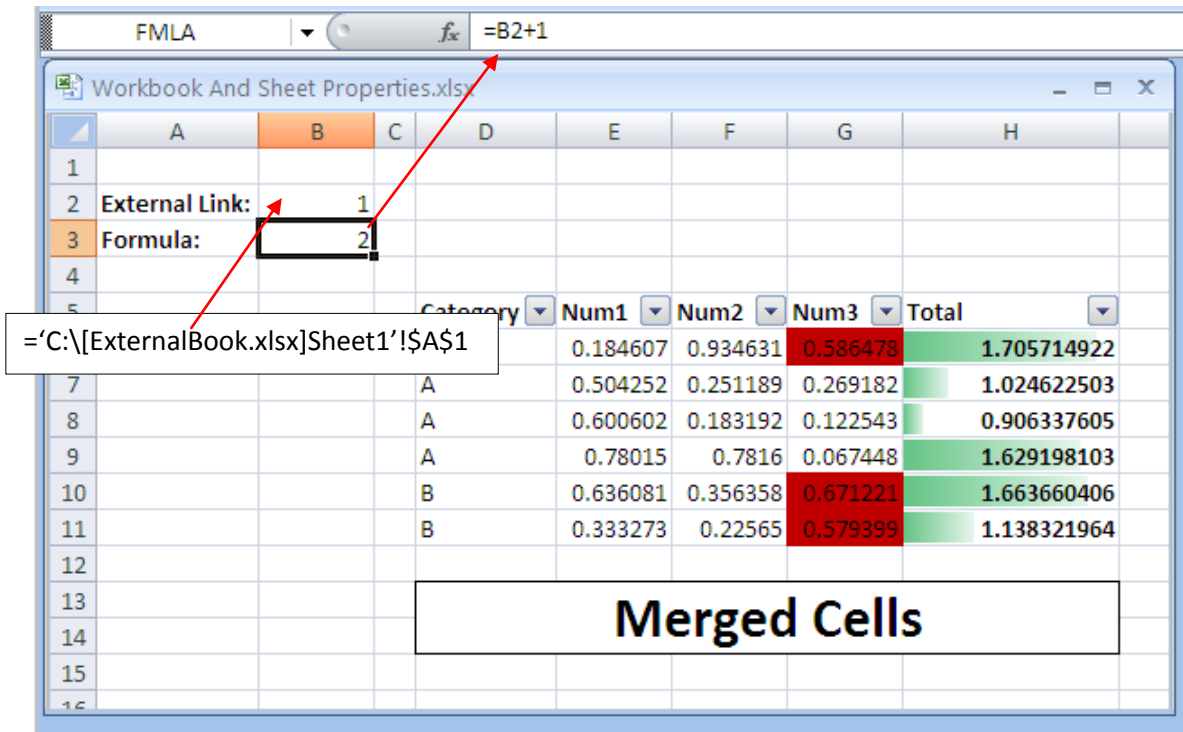 FMLA fx =B2+1
Workbook And Sheet Properties.xlsx
A B C D E F G H
1
2 External Link: 1
3 Formula: 2
4
5 Category Num1 Num2 Num3 Total
='C:\[ExternalBook.xlsx]Sheet1'!$A$1
0.184607 0.934631 0.586478 1.705714922
7 A 0.504252 0.251189 0.269182 1.024622503
8 A 0.600602 0.183192 0.122543 0.906337605
9 A 0.78015 0.7816 0.067448 1.629198103
10 B 0.636081 0.356358 0.671221 1.663660406
11 B 0.333273 0.22565 0.579399 1.138321964
12
13 Merged Cells
14
15
16